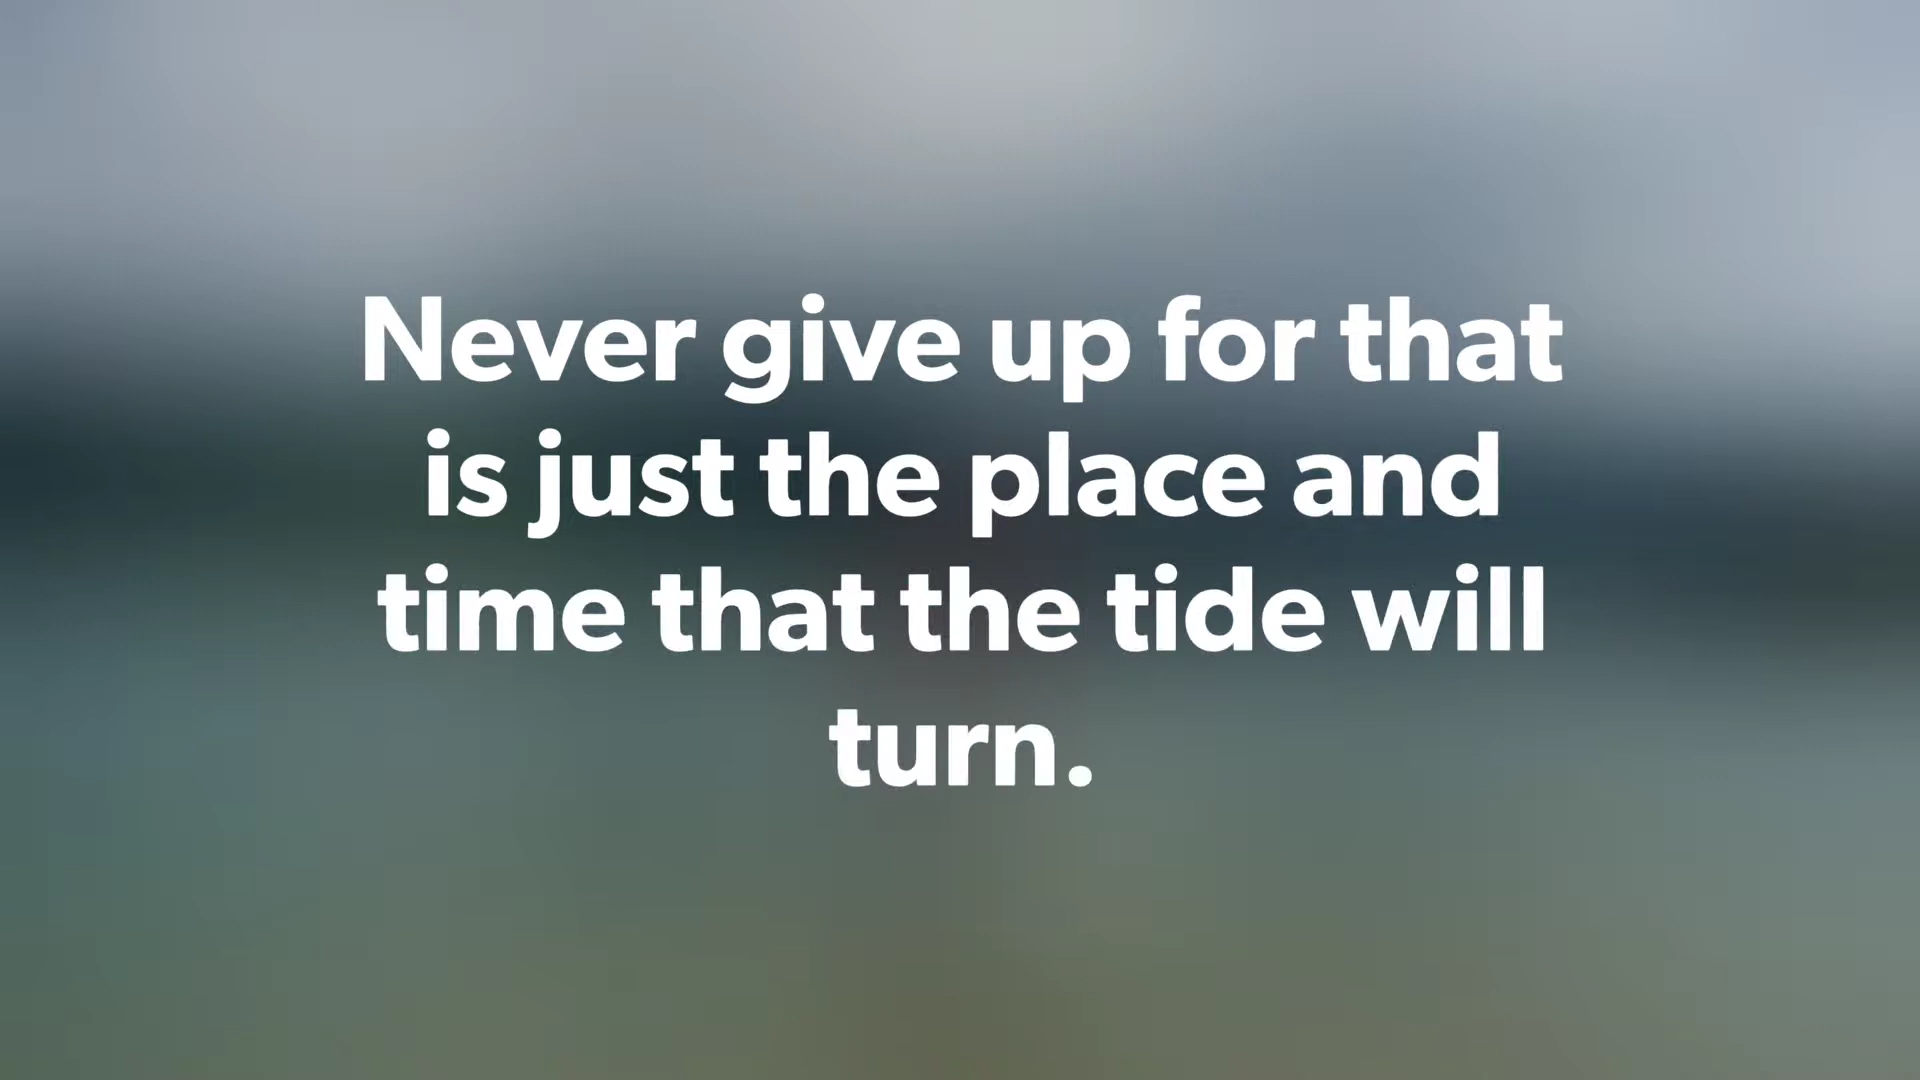 Never give up for that
is just the place and
time that the tide will
turn.